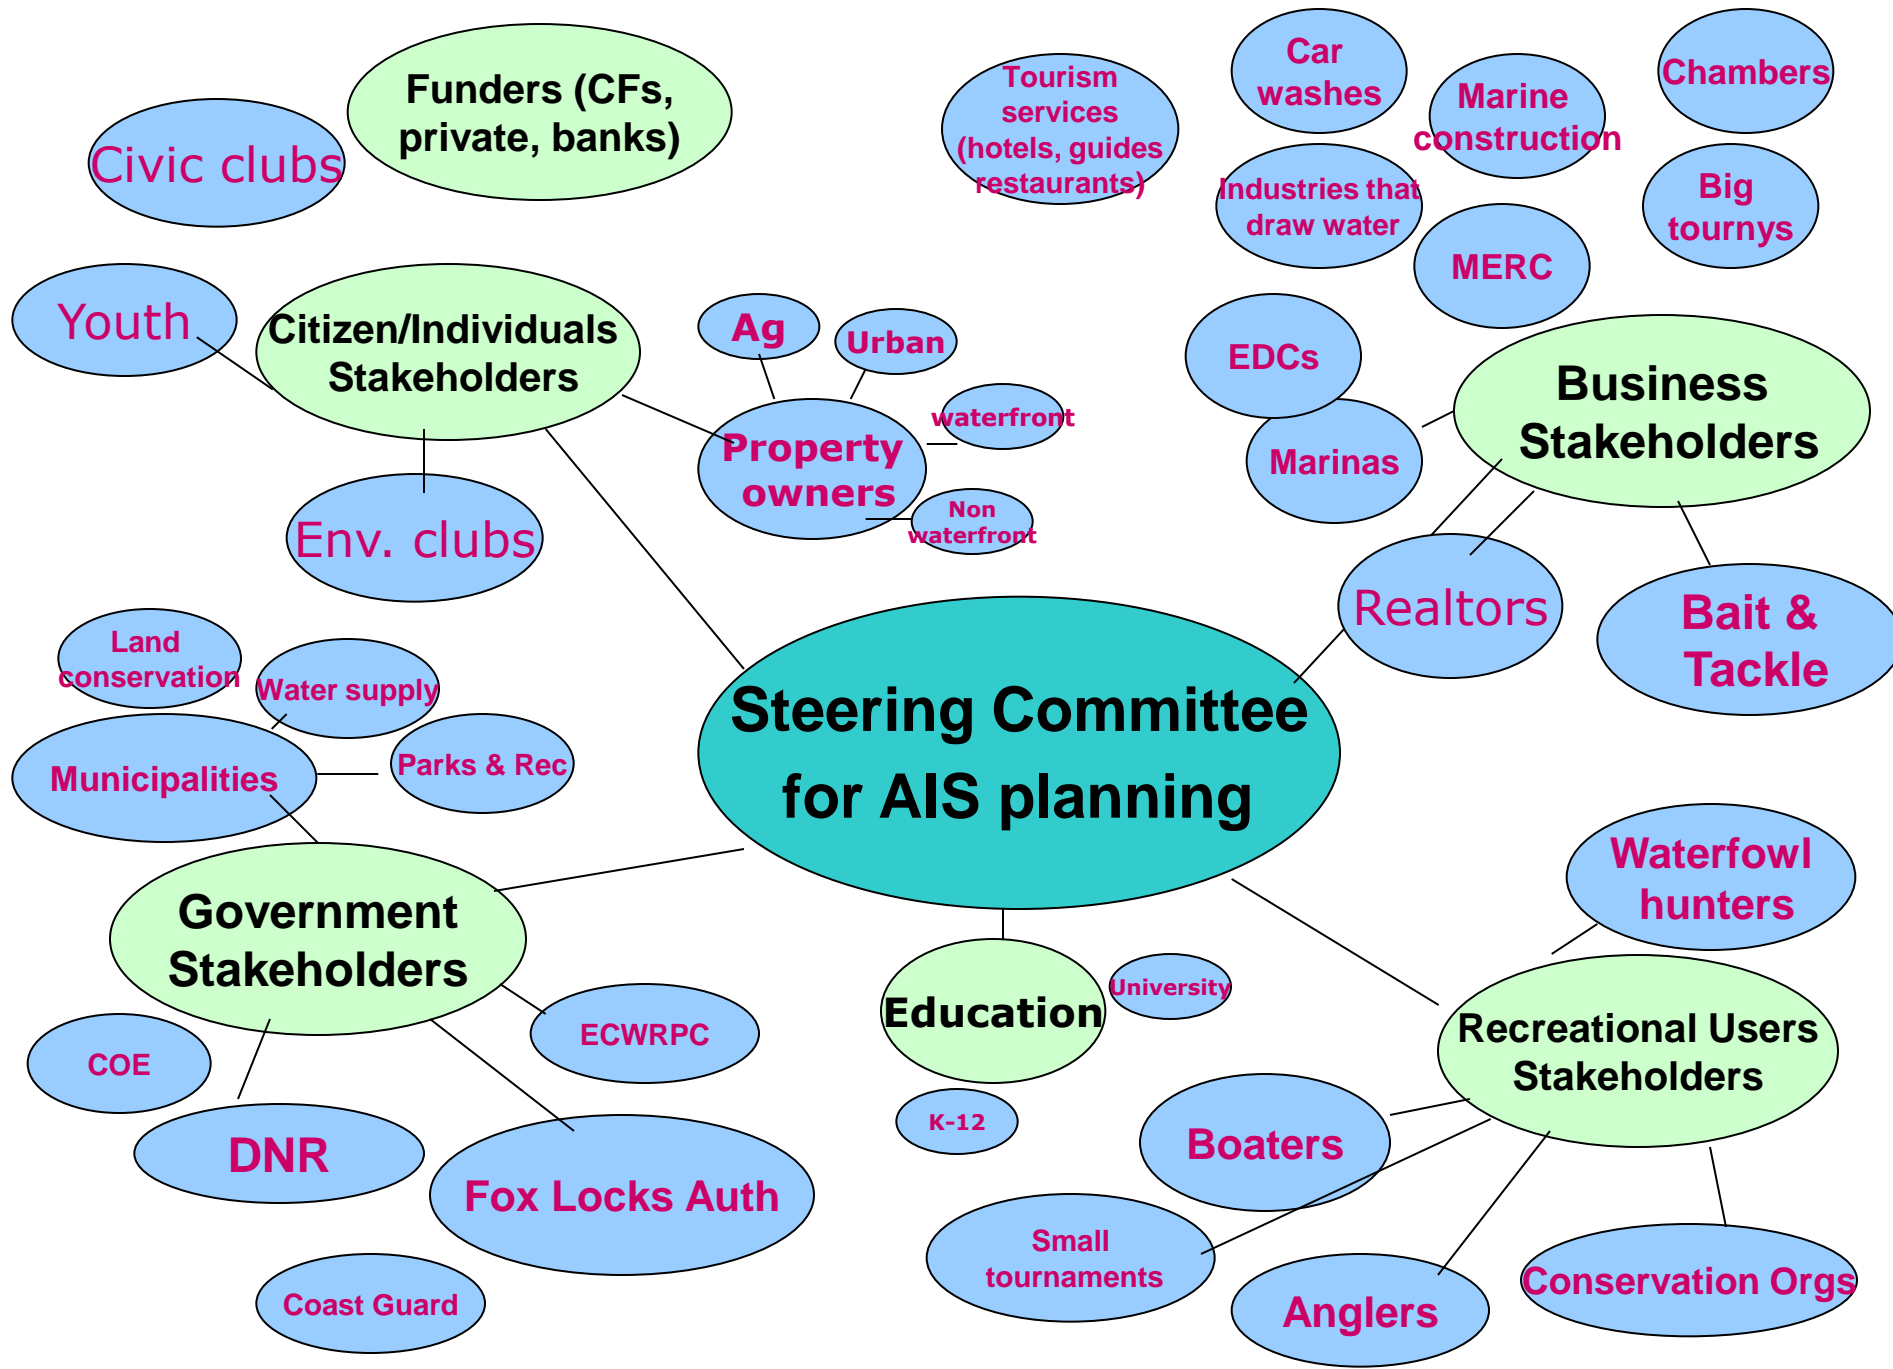 Funders (CFs,
private, banks)
Civic clubs
Tourism
services
(hotels, guides
restaurants)
Car
washes
Marine
construction
Chambers
Industries that
draw water
Big
tournys
MERC
Youth
Citizen/Individuals
Stakeholders
Ag
Urban
waterfront
Property
owners
Non
waterfront
Env. clubs
EDCs
Marinas
Business
Stakeholders
Realtors
Bait &
Tackle
Land
conservation
Water supply
Municipalities
Parks & Rec
Steering Committee
for AIS planning
Government
Stakeholders
COE
ECWRPC
DNR
Fox Locks Auth
Coast Guard
Education
University
K-12
Waterfowl
hunters
Recreational Users
Stakeholders
Boaters
Small
tournaments
Anglers
Conservation Orgs